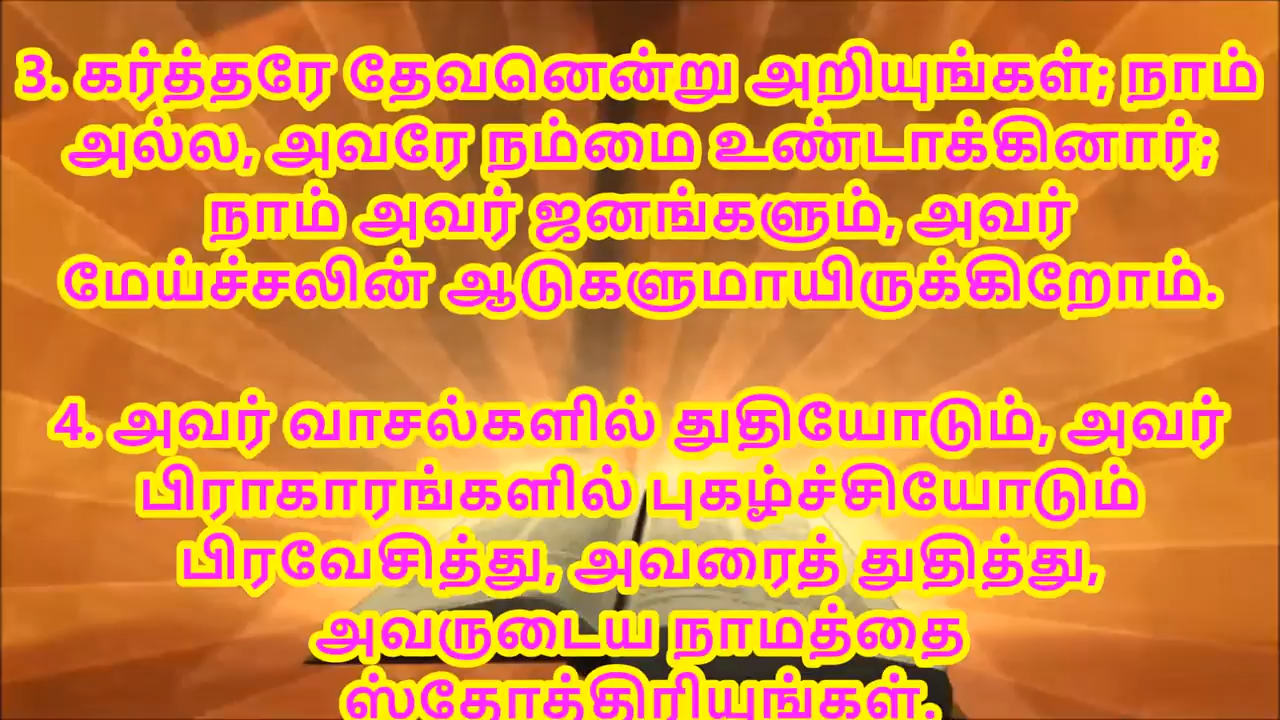 3. கர்த்தரே தேவனென்று அறியுங்கள்; நாம்
அல்ல, அவரே நம்மை உண்டாக்கினார்;
நாம் அவர் ஜனங்களும், அவர்
மேய்ச்சலின் ஆடுகளுமாயிருக்கிறோம்.
4. அவர் வாசல்களில் துதியோடும், அவர்
பிராகாரங்களில் புகழ்ச்சியோடும்
பிரவேசித்து, அவரைத் துதித்து,
அவருடைய நாமத்தை
ஸ்தோத்திரியுங்கள்.